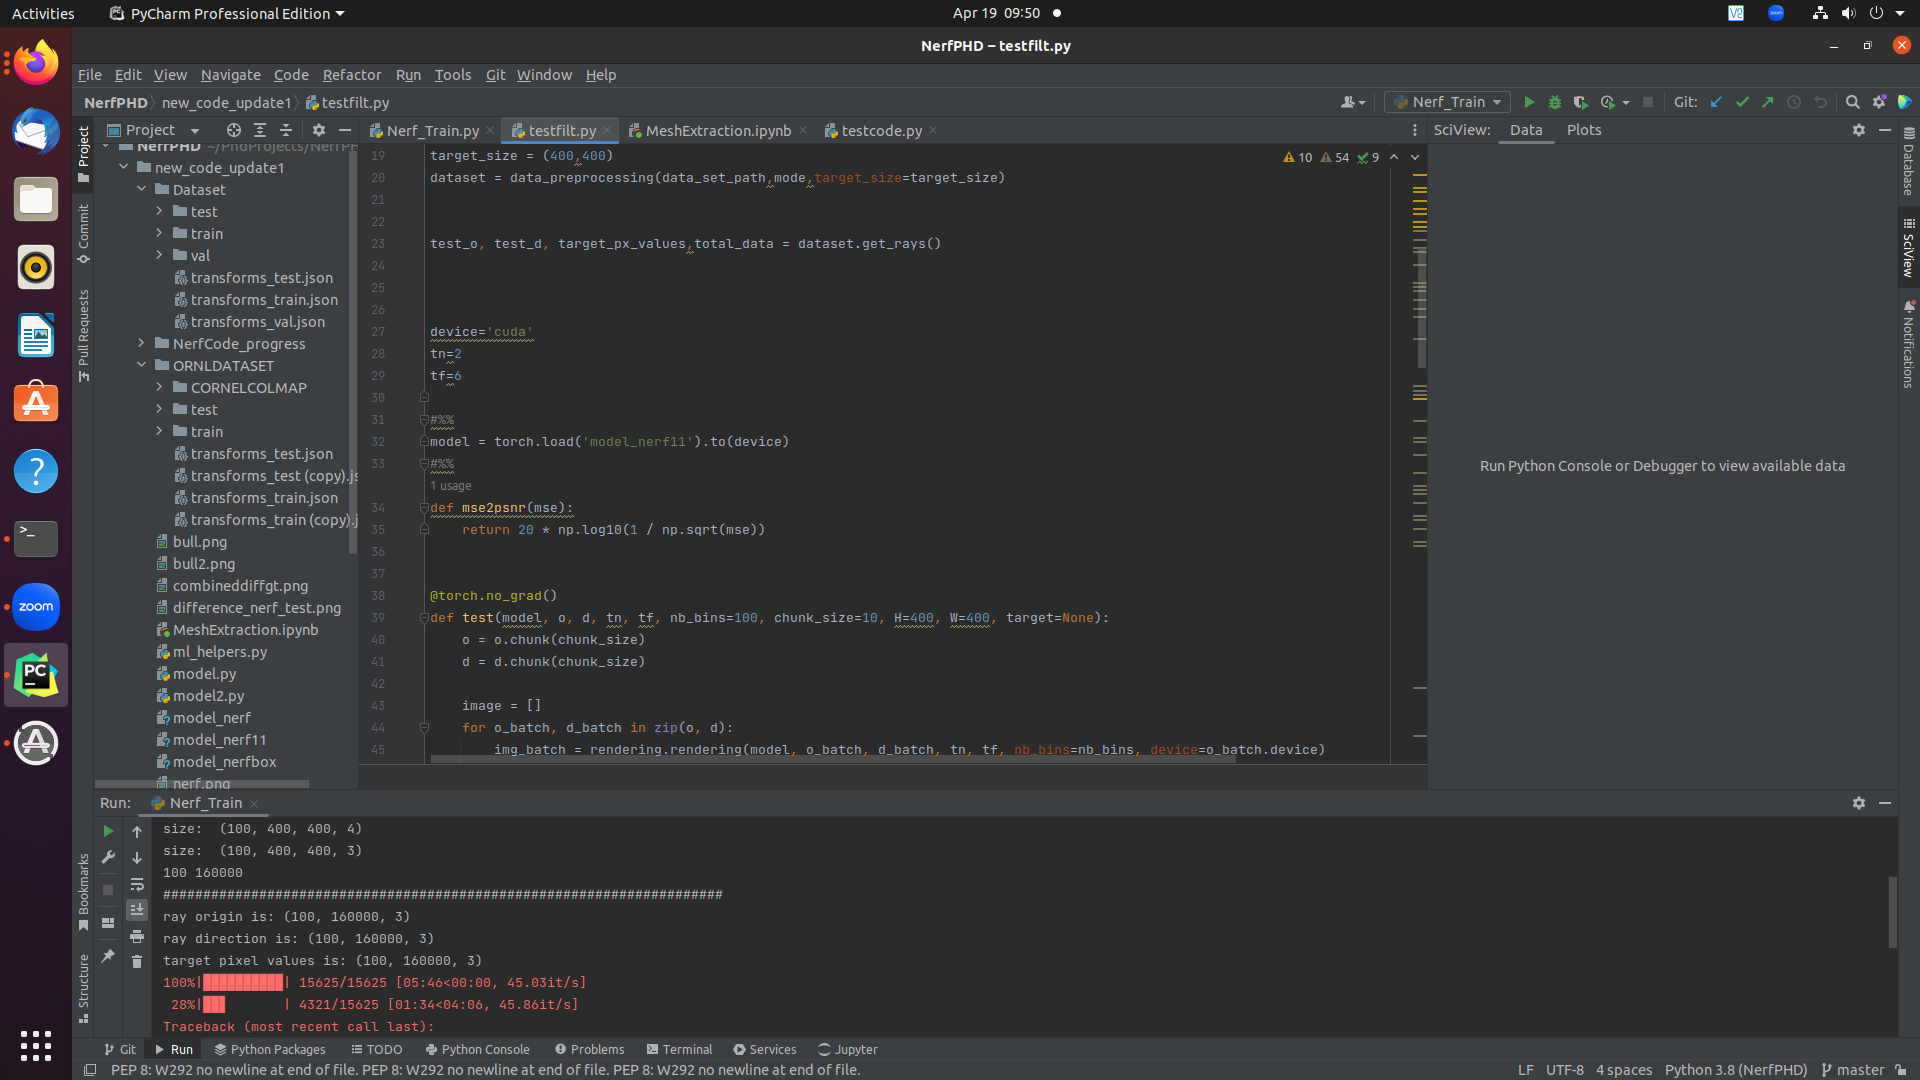 Activities
PyCharm Professional Edition
Apr 19 09:50
V2
zoom
NerfPHD – testfilt.py
File Edit View Navigate Code Refactor Run Tools Git Window Help
NerfPHD new_code_update1 testfilt.py
Nerf_Train
Git:
Project
Nerf_Train.py
testfilt.py
MeshExtraction.ipynb
testcode.py
SciView: Data Plots
Project
Commit
Pull Requests
Bookmarks
Structure
NerfPHD ~/PhdProjects/NerfPH
new_code_update1
Dataset
test
train
val
transforms_test.json
transforms_train.json
transforms_val.json
NerfCode_progress
ORNLDATASET
CORNELCOLMAP
test
train
transforms_test.json
transforms_test (copy).js
transforms_train.json
transforms_train (copy).j
bull.png
bull2.png
combineddiffgt.png
difference_nerf_test.png
MeshExtraction.ipynb
ml_helpers.py
model.py
model2.py
model_nerf
model_nerf11
model_nerfbox
nerf.png
10 54 9
19 target_size = (400,400)
20 dataset = data_preprocessing(data_set_path,mode,target_size=target_size)
21
22
23 test_o, test_d, target_px_values,total_data = dataset.get_rays()
24
25
26
27 device='cuda'
28 tn=2
29 tf=6
30
31 #%%
32 model = torch.load('model_nerf11').to(device)
33 #%%
1 usage
34 def mse2psnr(mse):
35 return 20 * np.log10(1 / np.sqrt(mse))
36
37
38 @torch.no_grad()
39 def test(model, o, d, tn, tf, nb_bins=100, chunk_size=10, H=400, W=400, target=None):
40 o = o.chunk(chunk_size)
41 d = d.chunk(chunk_size)
42
43 image = []
44 for o_batch, d_batch in zip(o, d):
45 img_batch = rendering.rendering(model, o_batch, d_batch, tn, tf, nb_bins=nb_bins, device=o_batch.device)
Run Python Console or Debugger to view available data
Database
SciView
Notifications
zoom
PC
Run: Nerf_Train
size:  (100, 400, 400, 4)
size:  (100, 400, 400, 3)
100 160000
######################################################################
ray origin is: (100, 160000, 3)
ray direction is: (100, 160000, 3)
target pixel values is: (100, 160000, 3)
100%|██████████| 15625/15625 [05:46<00:00, 45.03it/s]
28%|██▊       | 4321/15625 [01:34<04:06, 45.86it/s]
Traceback (most recent call last):
Git Run Python Packages TODO Python Console Problems Terminal Services Jupyter
PEP 8: W292 no newline at end of file. PEP 8: W292 no newline at end of file. PEP 8: W292 no newline at end of file.
LF UTF-8 4 spaces Python 3.8 (NerfPHD) master